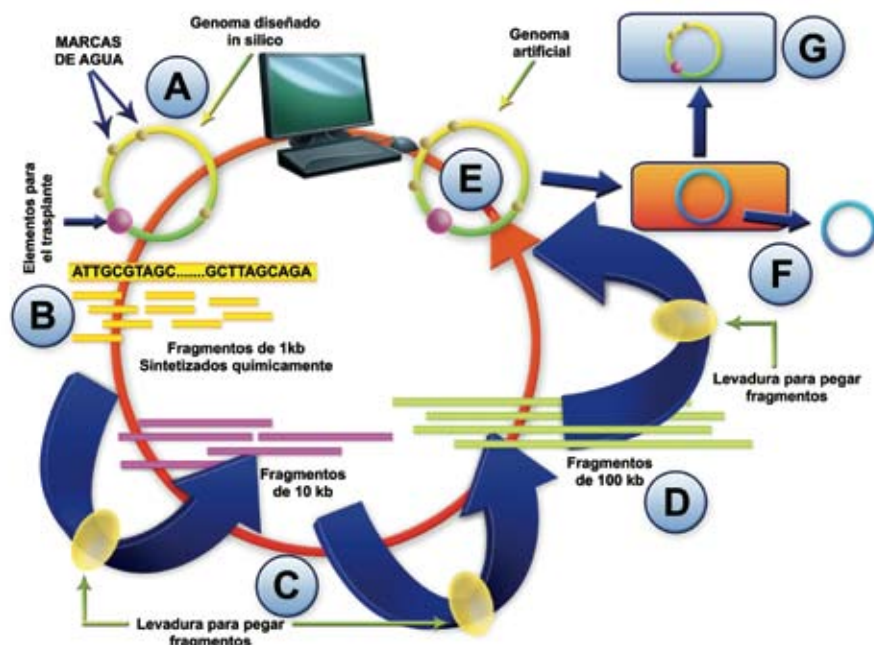 MARCAS
DE AGUA
A
Genoma diseñado
in silico
Genoma
artificial
G
E
Elementos para
el trasplante
F
ATTGCGTAGC.......GCTTAGCAGA
B
Fragmentos de 1kb
Sintetizados quimicamente
Levadura para pegar
fragmentos
Fragmentos
de 10 kb
Fragmentos
de 100 kb
D
C
Levadura para pegar
fragmentos